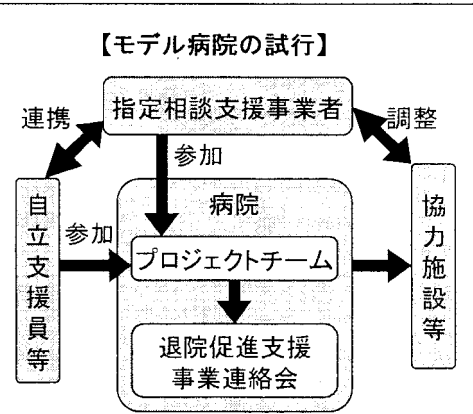 【モデル病院の試行】
指定相談支援事業者
連携
調整
参加
自立支援員等
参加
病院
プロジェクトチーム
退院促進支援
事業連絡会
協力施設等